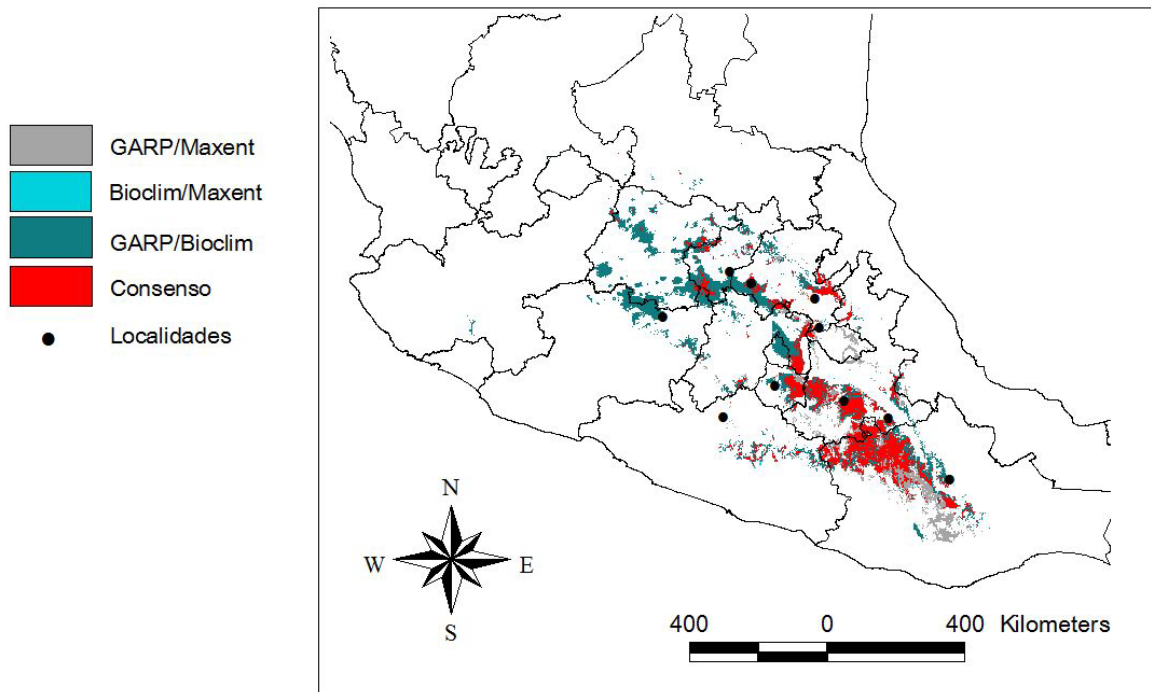 GARP/Maxent
Bioclim/Maxent
GARP/Bioclim
Consenso
Localidades
N
W E
S
400 0 400 Kilometers